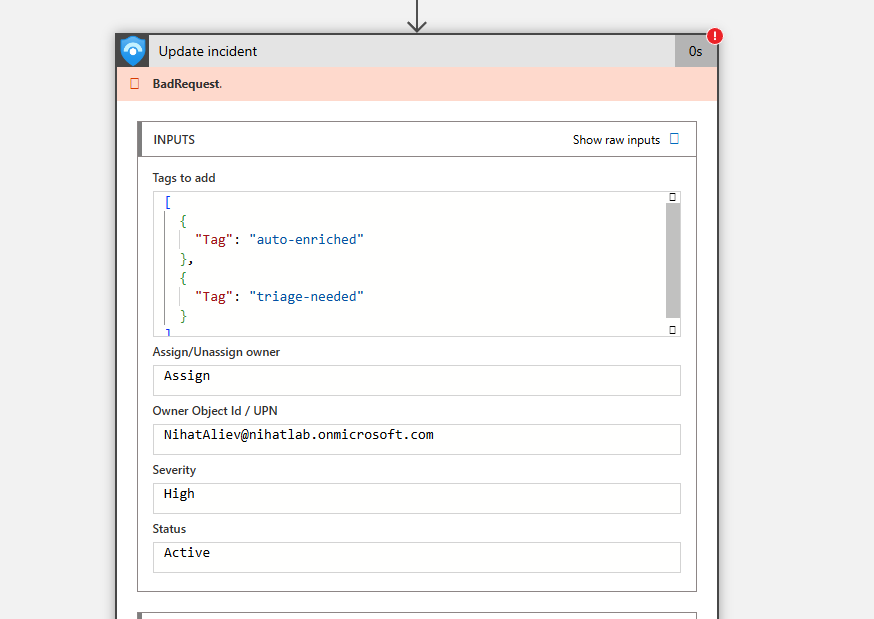 Update incident
0s
!
BadRequest.
INPUTS
Show raw inputs
Tags to add
[
{
"Tag": "auto-enriched"
},
{
"Tag": "triage-needed"
}
]
Assign/Unassign owner
Assign
Owner Object Id / UPN
NihatAliev@nihatlab.onmicrosoft.com
Severity
High
Status
Active